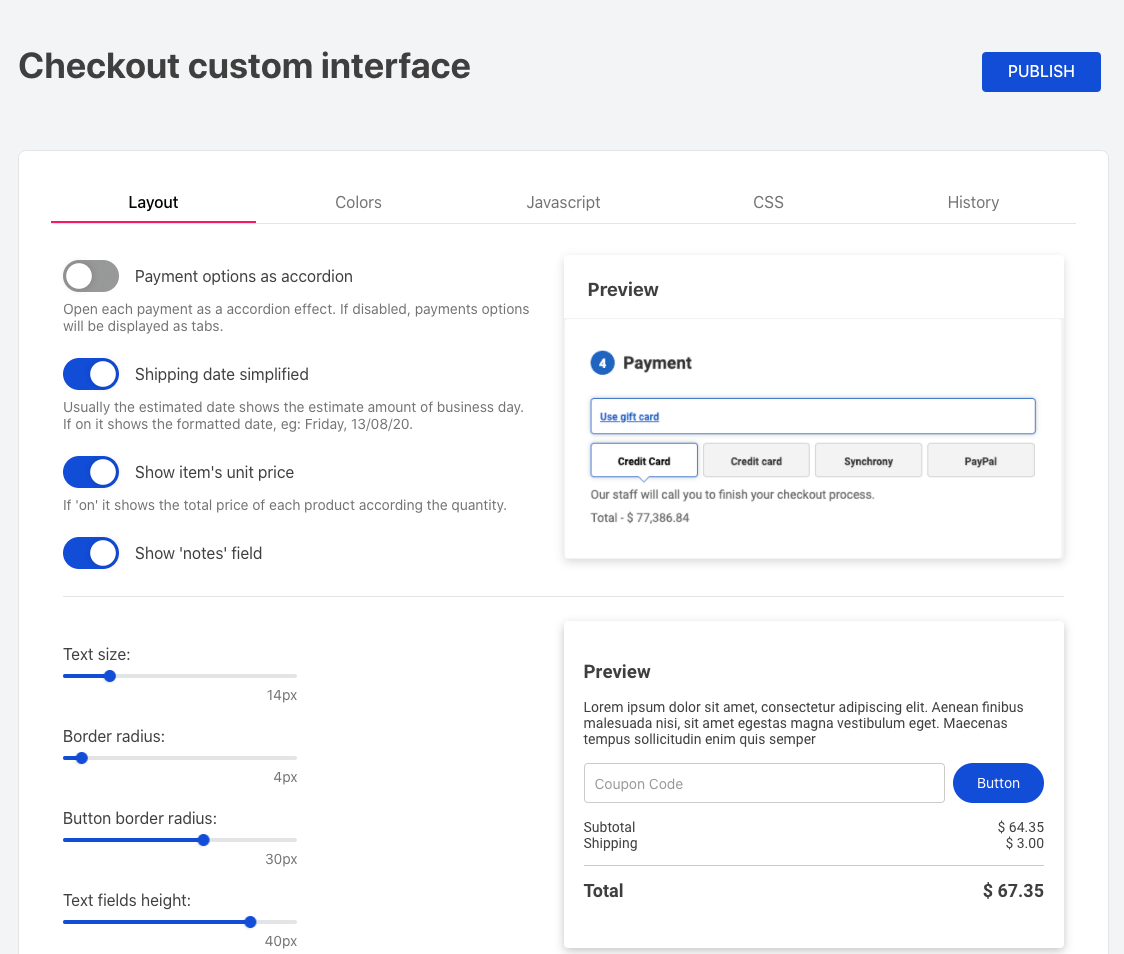 Checkout custom interface
PUBLISH
Layout
Colors
Javascript
CSS
History
Payment options as accordion
Open each payment as a accordion effect. If disabled, payments options
will be displayed as tabs.
Shipping date simplified
Usually the estimated date shows the estimate amount of business day.
If on it shows the formatted date, eg: Friday, 13/08/20.
Show item's unit price
If 'on' it shows the total price of each product according the quantity.
Show 'notes' field
Preview
4 Payment
Use gift card
Credit Card
Credit card
Synchrony
PayPal
Our staff will call you to finish your checkout process.
Total - $ 77,386.84
Text size:
14px
Border radius:
4px
Button border radius:
30px
Text fields height:
40px
Preview
Lorem ipsum dolor sit amet, consectetur adipiscing elit. Aenean finibus
malesuada nisi, sit amet egestas magna vestibulum eget. Maecenas
tempus sollicitudin enim quis semper
Coupon Code
Button
Subtotal $ 64.35
Shipping $ 3.00
Total $ 67.35